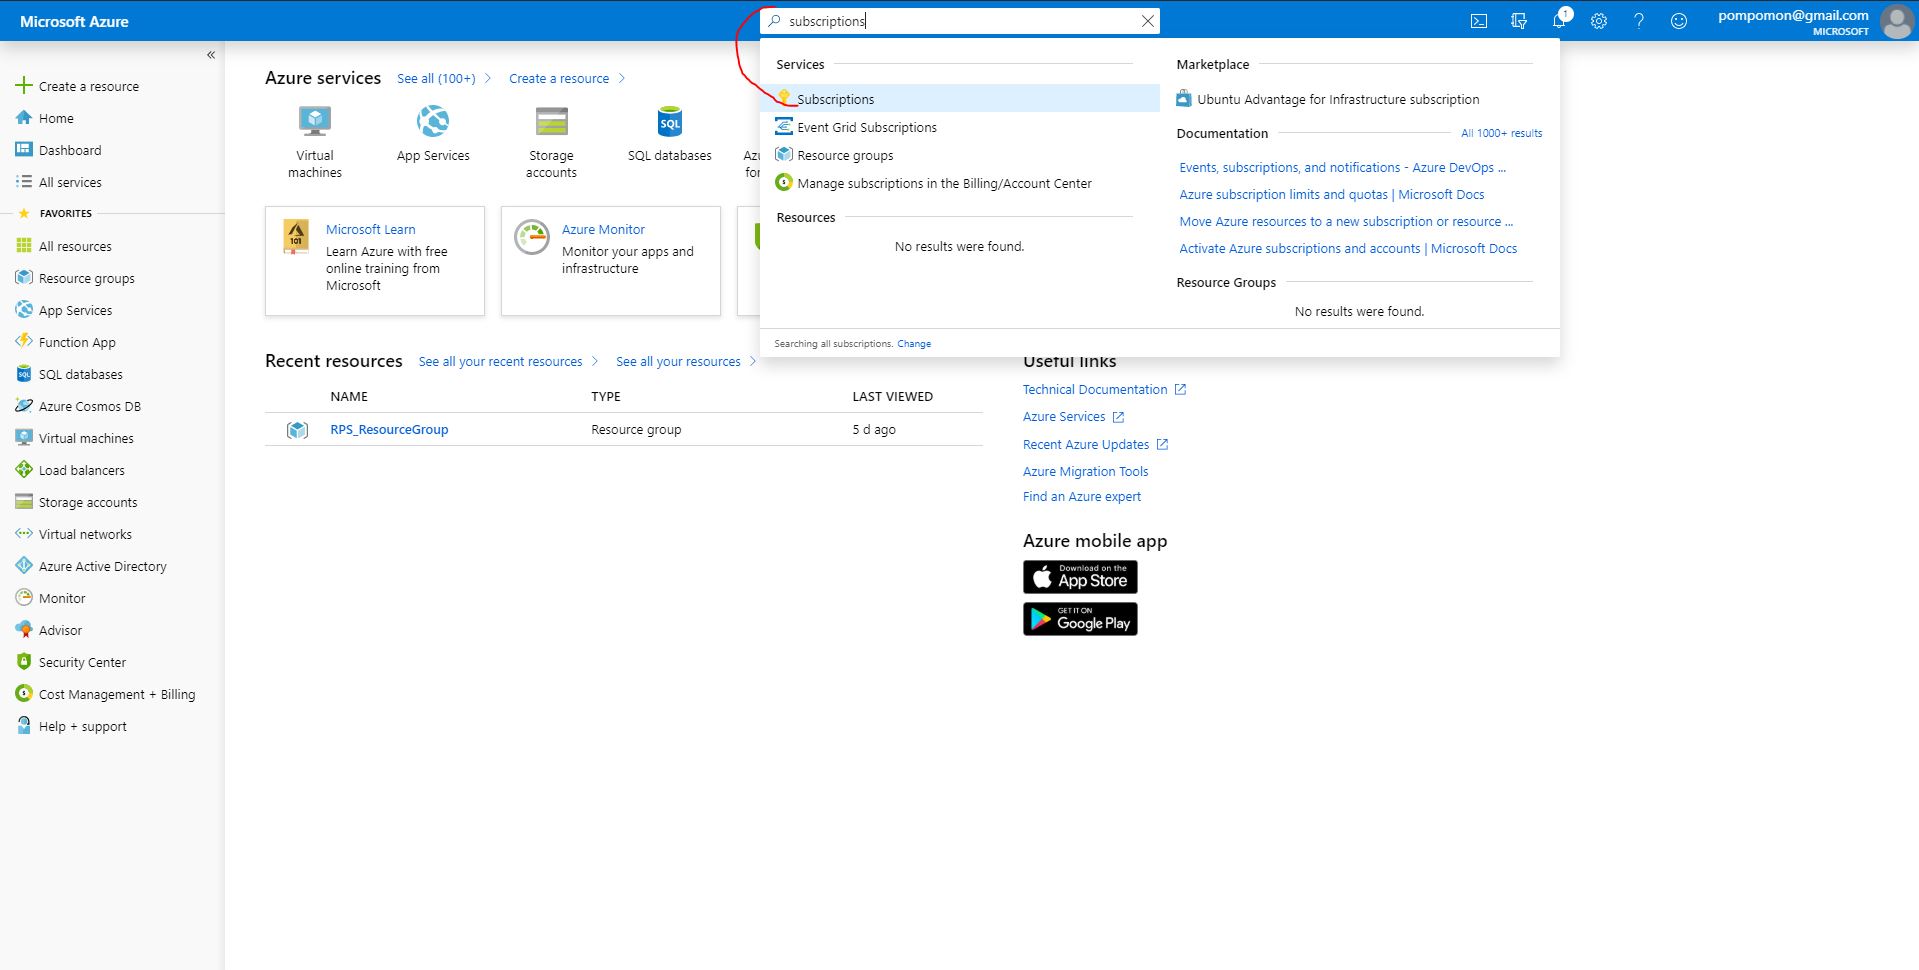 Microsoft Azure
subscriptions
1
pompomon@gmail.com
MICROSOFT
«
Create a resource
Home
Dashboard
All services
FAVORITES
All resources
Resource groups
App Services
Function App
SQL databases
Azure Cosmos DB
Virtual machines
Load balancers
Storage accounts
Virtual networks
Azure Active Directory
Monitor
Advisor
Security Center
Cost Management + Billing
Help + support
Azure services See all (100+) Create a resource
Virtual
machines
App Services
Storage
accounts
SQL
SQL databases
101
Microsoft Learn
Learn Azure with free
online training from
Microsoft
Azure Monitor
Monitor your apps and
infrastructure
Services
Subscriptions
Event Grid Subscriptions
Resource groups
Manage subscriptions in the Billing/Account Center
Resources
No results were found.
Marketplace
Ubuntu Advantage for Infrastructure subscription
Documentation All 1000+ results
Events, subscriptions, and notifications - Azure DevOps ...
Azure subscription limits and quotas | Microsoft Docs
Move Azure resources to a new subscription or resource ...
Activate Azure subscriptions and accounts | Microsoft Docs
Resource Groups
No results were found.
Searching all subscriptions. Change
Recent resources See all your recent resources See all your resources
NAME TYPE LAST VIEWED
RPS_ResourceGroup Resource group 5 d ago
Useful links
Technical Documentation
Azure Services
Recent Azure Updates
Azure Migration Tools
Find an Azure expert
Azure mobile app
Download on the
App Store
GET IT ON
Google Play